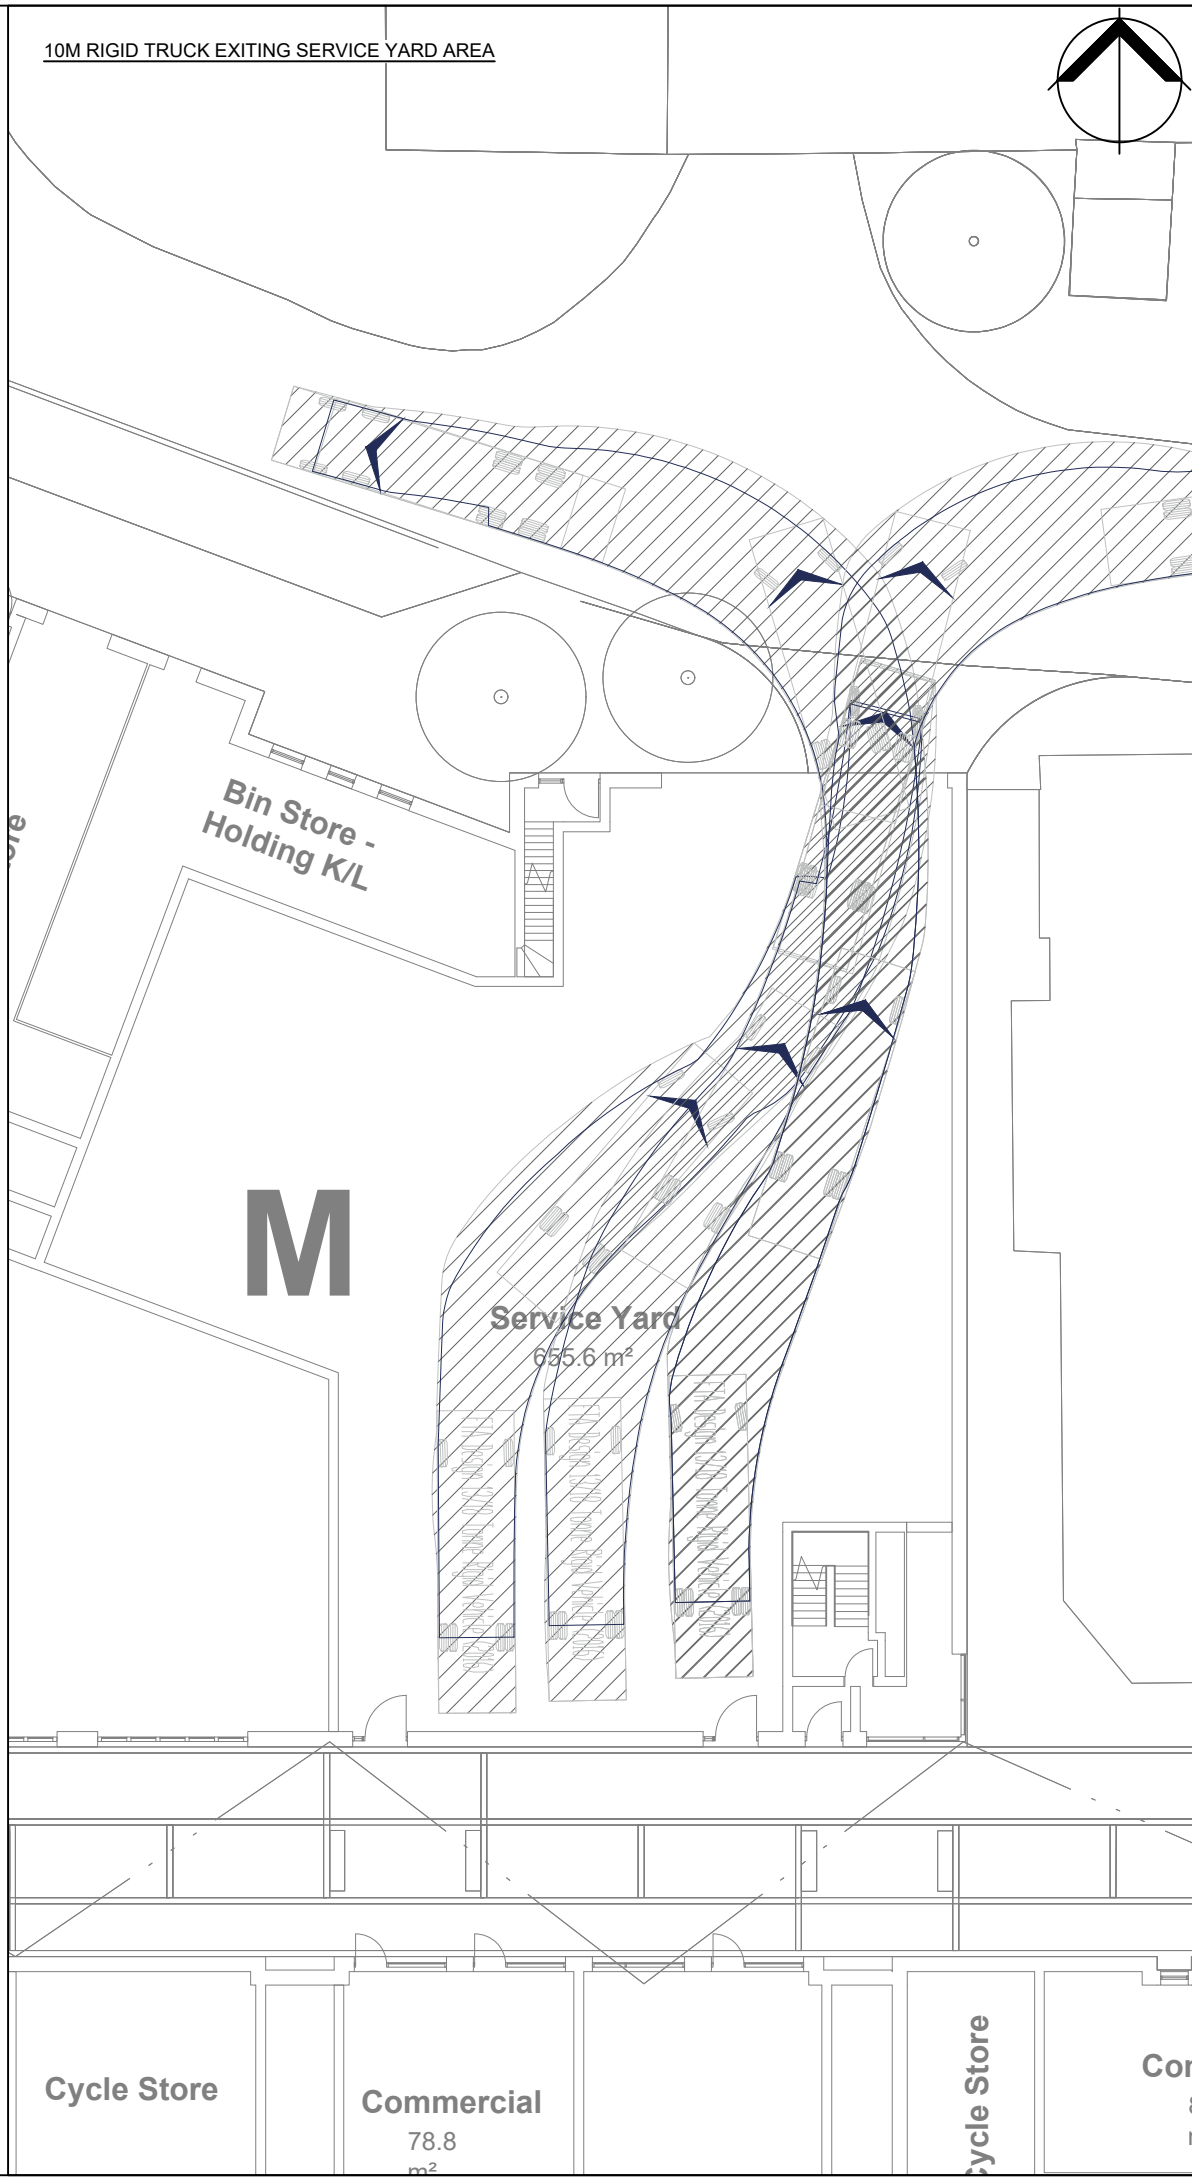 10M RIGID TRUCK EXITING SERVICE YARD AREA
Bin Store -
Holding K/L
M
Service Yard
655.6 m²
Cycle Store
Commercial
78.8
m²
Cycle Store